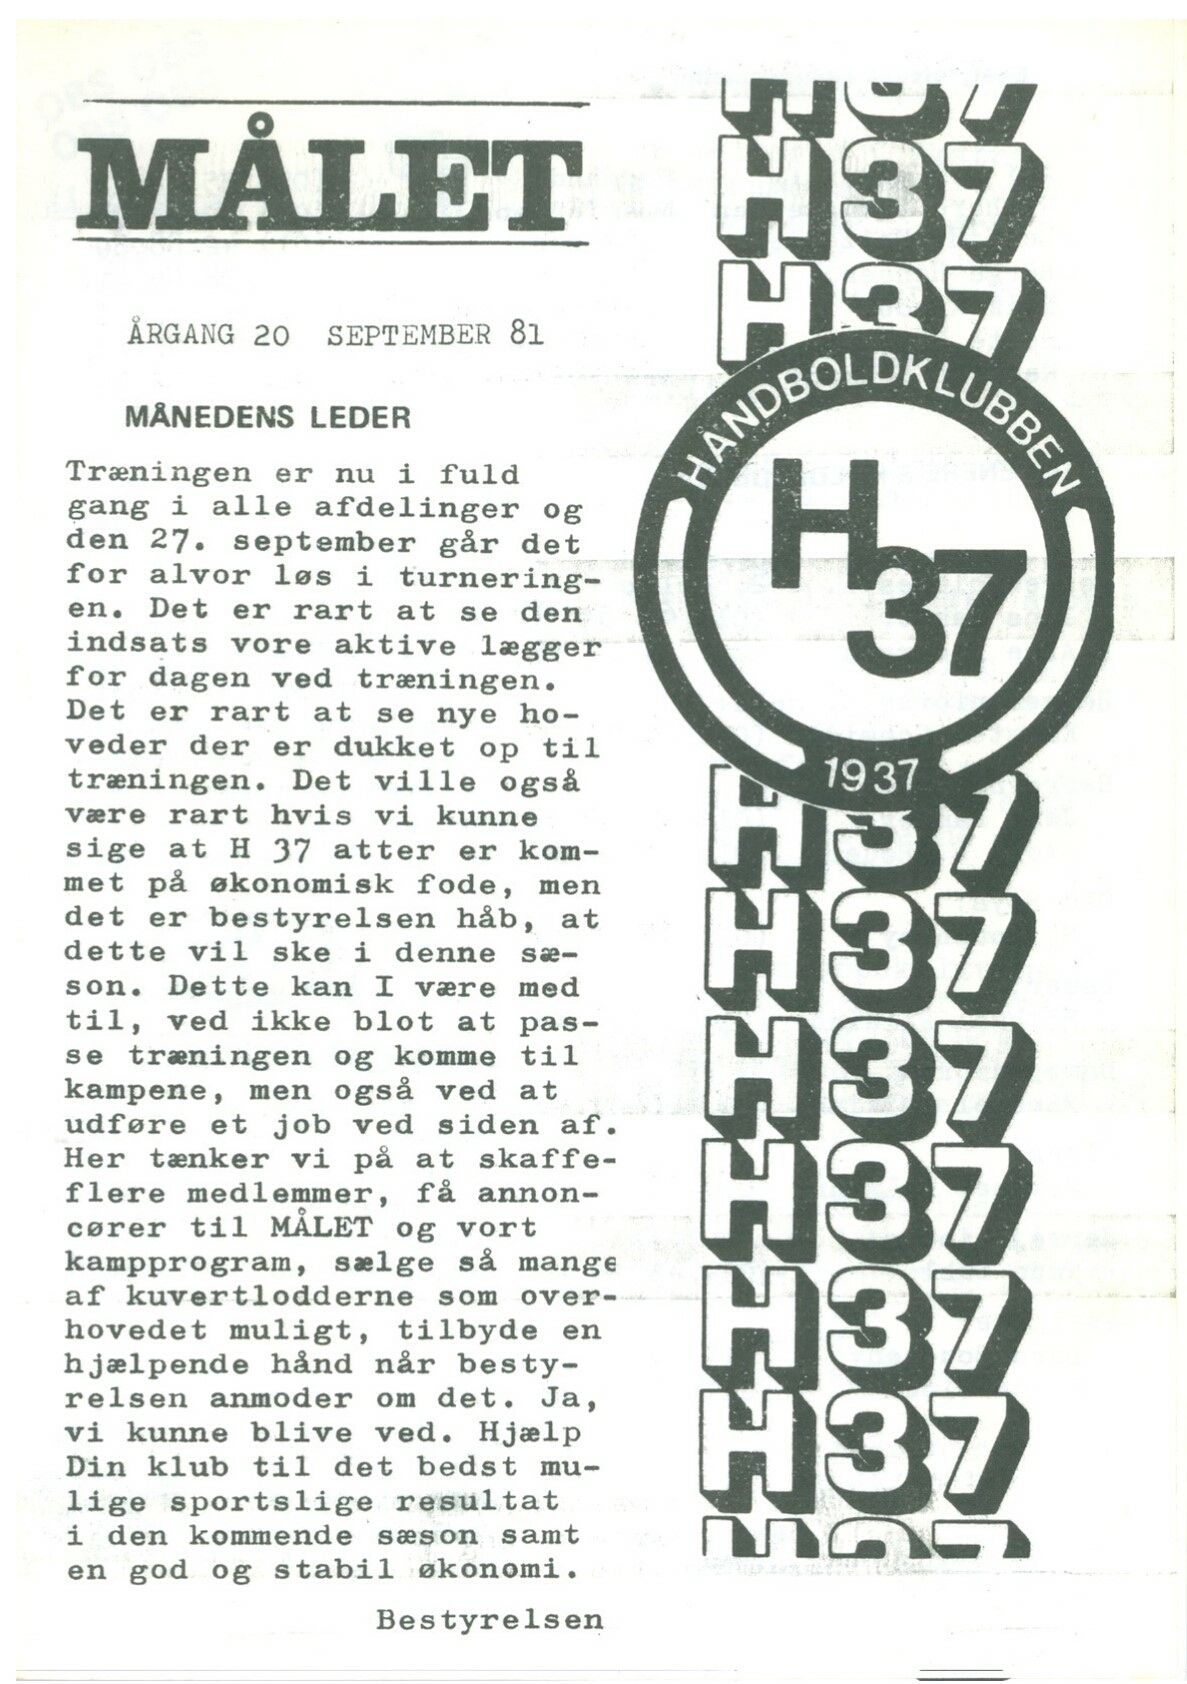 MÅLET
ÅRGANG 20 SEPTEMBER 81
MÅNEDENS LEDER
Træningen er nu i fuld
gang i alle afdelinger og
den 27. september går det
for alvor løs i turnering-
en. Det er rart at se den
indsats vore aktive lægger
for dagen ved træningen.
Det er rart at se nye ho-
veder der er dukket op til
træningen. Det ville også
være rart hvis vi kunne
sige at H 37 atter er kom-
met på økonomisk fode, men
det er bestyrelsen håb, at
dette vil ske i denne sæ-
son. Dette kan I være med
til, ved ikke blot at pas-
se træningen og komme til
kampene, men også ved at
udføre et job ved siden af.
Her tænker vi på at skaffe-
flere medlemmer, få annon-
cører til MÅLET og vort
kampprogram, sælge så mange
af kuvertlodderne som over-
hovedet muligt, tilbyde en
hjælpende hånd når besty-
relsen anmoder om det. Ja,
vi kunne blive ved. Hjælp
Din klub til det bedst mu-
lige sportslige resultat
i den kommende sæson samt
en god og stabil økonomi.
Bestyrelsen
H37
H37
H37
HÅNDBOLDKLUBBEN
H37
1937
H37
H37
H37
H37
H37
H37
H37